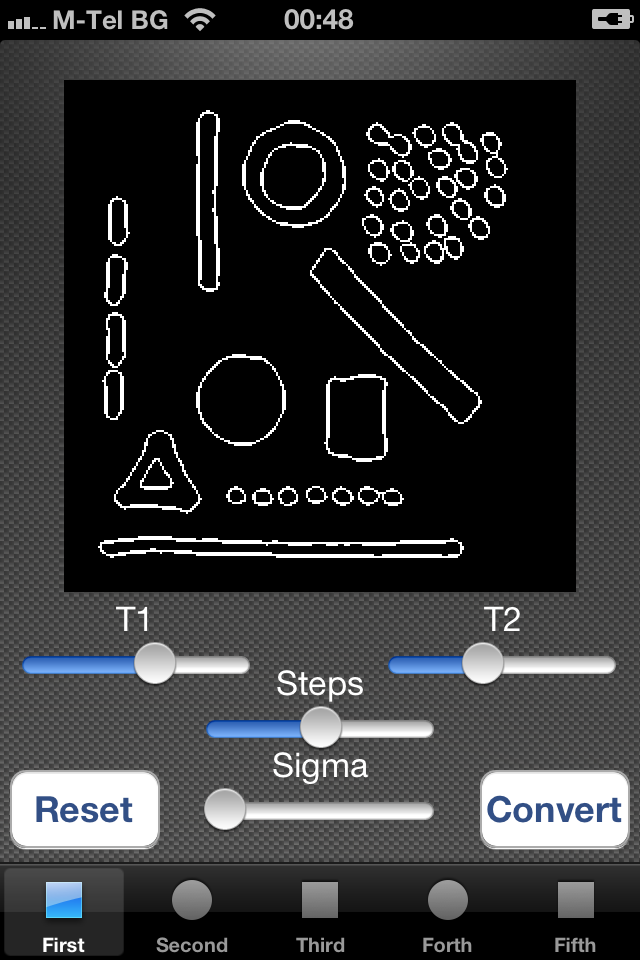 M-Tel BG 00:48
T1 T2
Steps
Sigma
Reset Convert
First Second Third Forth Fifth